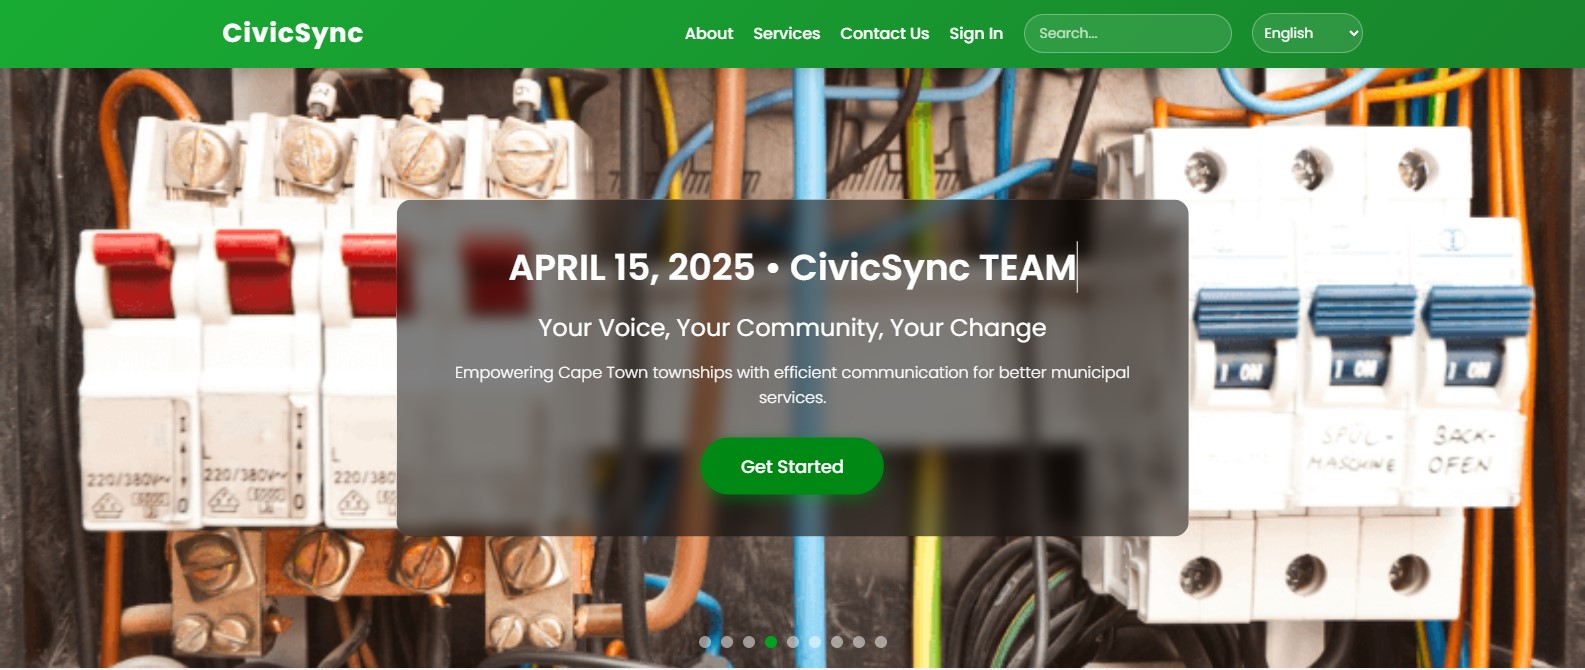 CivicSync
About
Services
Contact Us
Sign In
Search...
English
APRIL 15, 2025 • CivicSync TEAM
Your Voice, Your Community, Your Change
Empowering Cape Town townships with efficient communication for better municipal
services.
Get Started
220/380V~
220/380V~
220/38
I ON
I ON
I ON
SPÜL-
MASCHINE
BACK-
OFEN